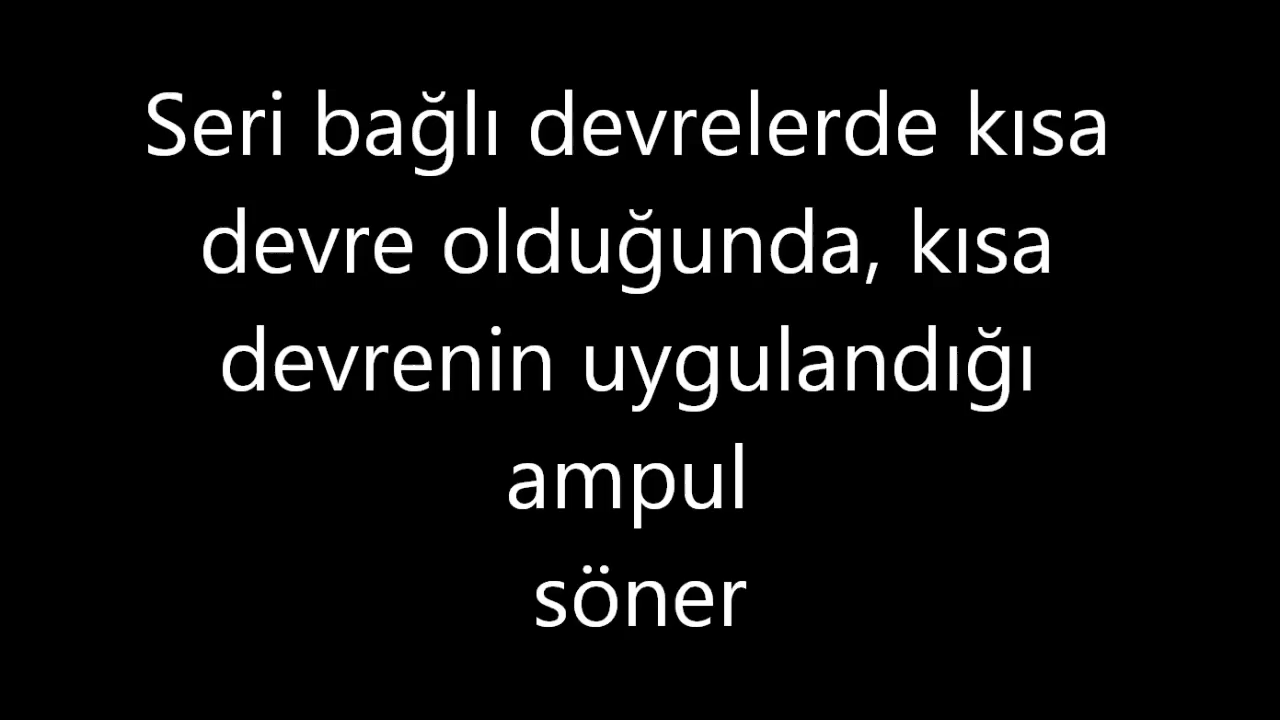 Seri bağlı devrelerde kısa
devre olduğunda, kısa
devrenin uygulandığı
ampul
söner